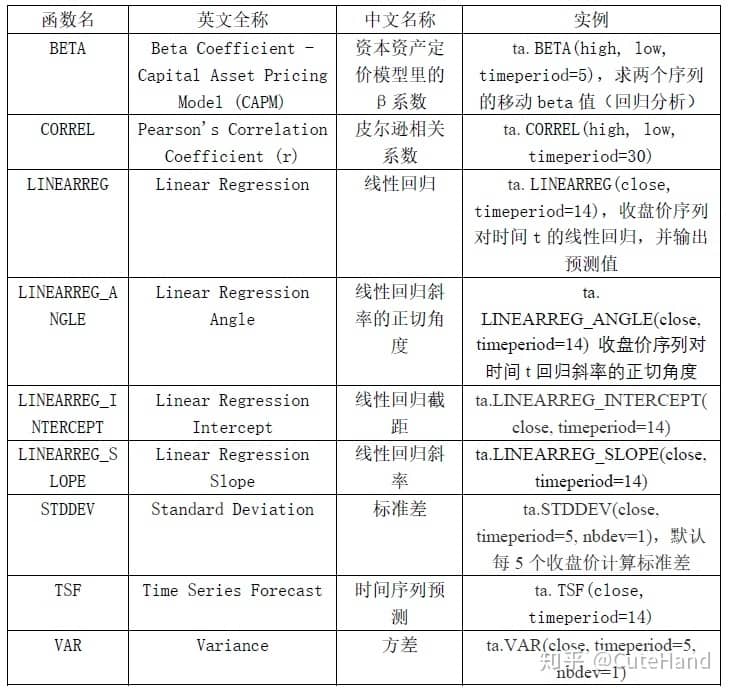 函数名 英文全称 中文名称 实例
BETA Beta Coefficient - 资本资产定 ta. BETA(high, low,
Capital Asset Pricing 价模型里的 timeperiod=5)，求两个序列
Model (CAPM) β系数 的移动 beta 值（回归分析）
CORREL Pearson's Correlation 皮尔逊相关 ta. CORREL(high, low,
Coefficient (r) 系数 timeperiod=30)
LINEARREG Linear Regression 线性回归 ta. LINEARREG(close,
timeperiod=14)，收盘价序列
对时间 t 的线性回归，并输出
预测值
LINEARREG_A Linear Regression 线性回归斜 ta.
NGLE Angle 率的正切角 LINEARREG_ANGLE(close,
度 timeperiod=14) 收盘价序列对
时间 t 回归斜率的正切角度
LINEARREG_I Linear Regression 线性回归截 ta.LINEARREG_INTERCEPT(
NTERCEPT Intercept 距 close, timeperiod=14)
LINEARREG_S Linear Regression 线性回归斜 ta.LINEARREG_SLOPE(close,
LOPE Slope 率 timeperiod=14)
STDDEV Standard Deviation 标准差 ta.STDDEV(close,
timeperiod=5, nbdev=1)，默认
每 5 个收盘价计算标准差
TSF Time Series Forecast 时间序列预 ta. TSF(close,
测 timeperiod=14)
VAR Variance 方差 ta.VAR(close, timeperiod=5,
nbdev=1)
知乎 @CuteHand